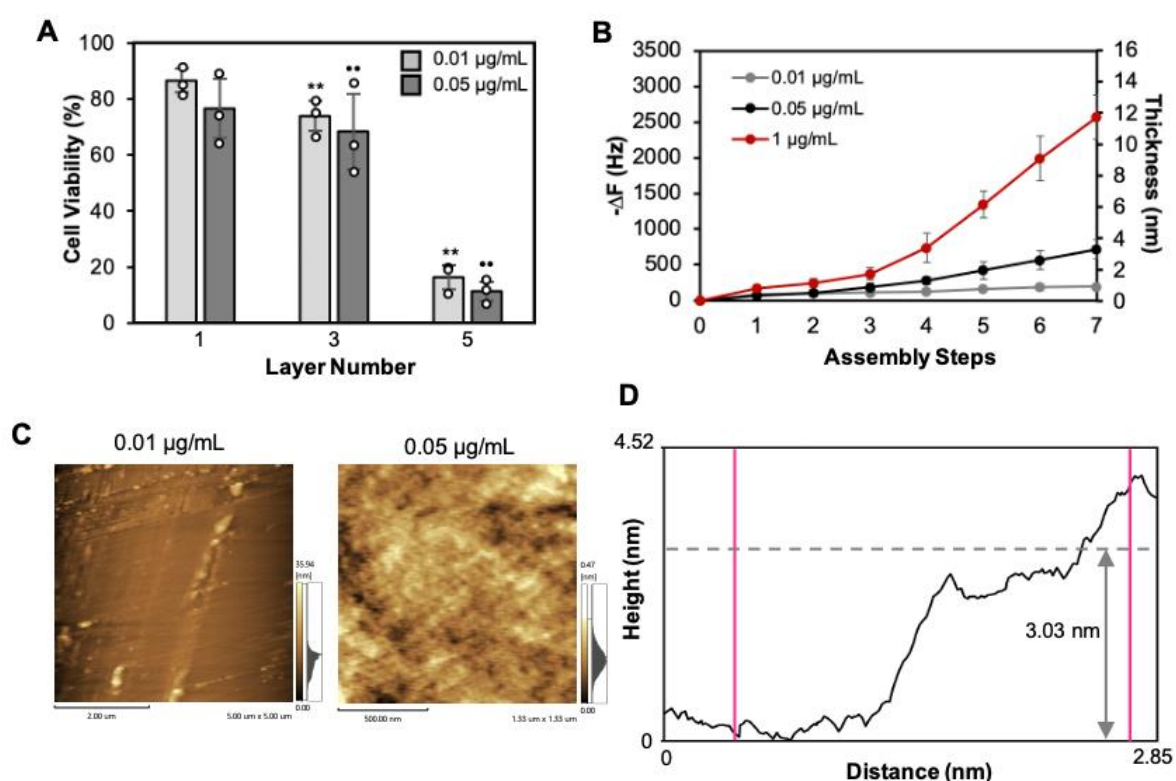 A
100
80
60
40
20
0
Cell Viability (%)
0.01 µg/mL
0.05 µg/mL
**
••
**
••
1 3 5
Layer Number
B
3500
3000
2500
2000
1500
1000
500
0
-ΔF (Hz)
0.01 µg/mL
0.05 µg/mL
1 µg/mL
16
14
12
10
8
6
4
2
0
Thickness (nm)
0 1 2 3 4 5 6 7
Assembly Steps
C
0.01 µg/mL
35.94
[nm]
0.00
2.00 um
5.00 um x 5.00 um
0.05 µg/mL
0.47
[nm]
0.00
500.00 nm
1.33 um x 1.33 um
D
4.52
Height (nm)
0
3.03 nm
0 2.85
Distance (nm)